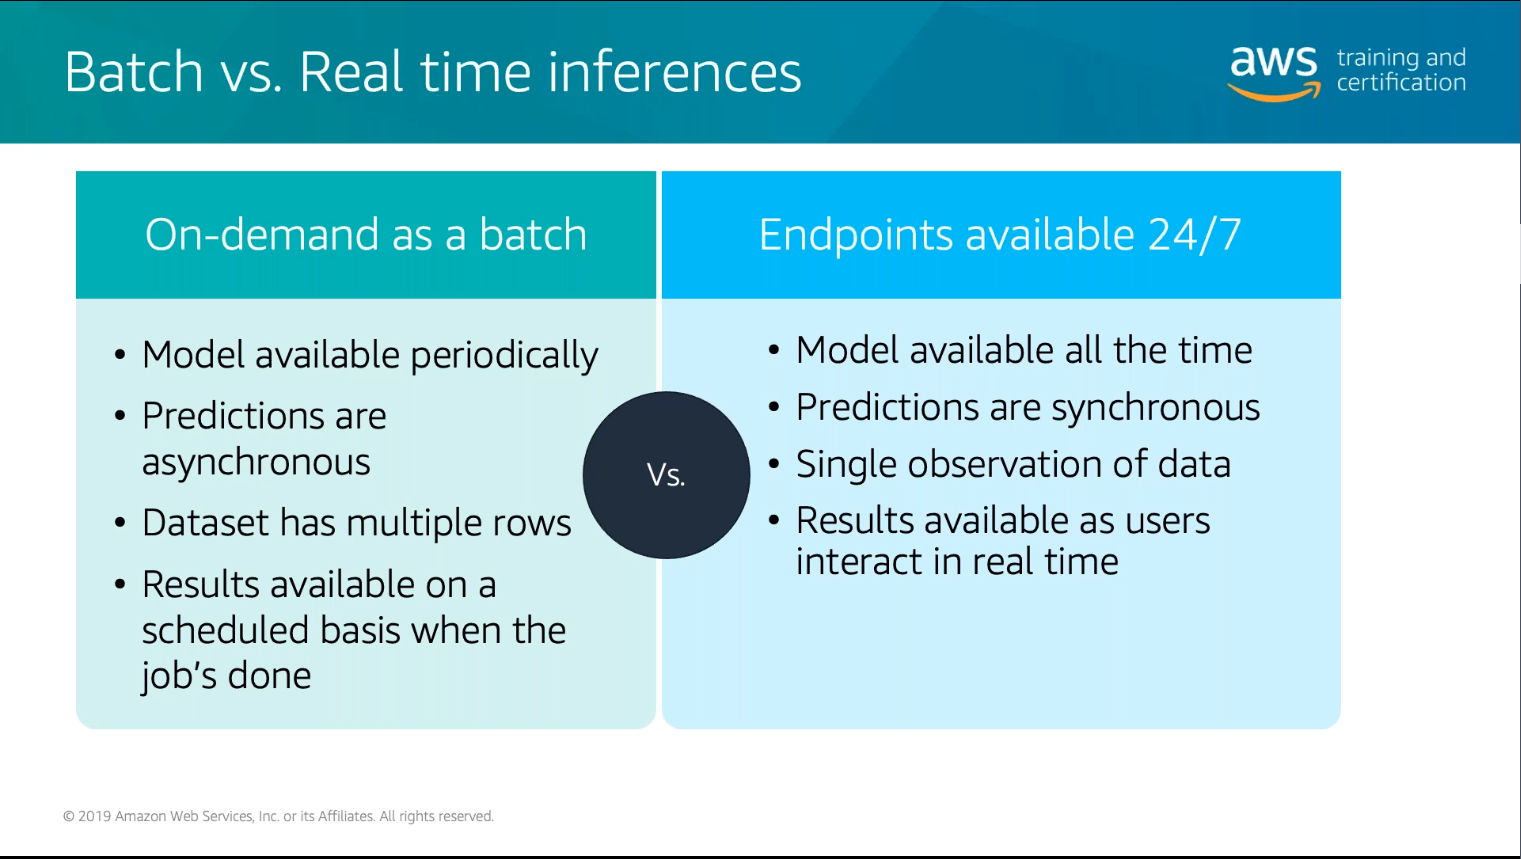 Batch vs. Real time inferences
aws training and
certification
On-demand as a batch
• Model available periodically
• Predictions are
asynchronous
• Dataset has multiple rows
• Results available on a
scheduled basis when the
job’s done
Vs.
Endpoints available 24/7
• Model available all the time
• Predictions are synchronous
• Single observation of data
• Results available as users
interact in real time
© 2019 Amazon Web Services, Inc. or its Affiliates. All rights reserved.